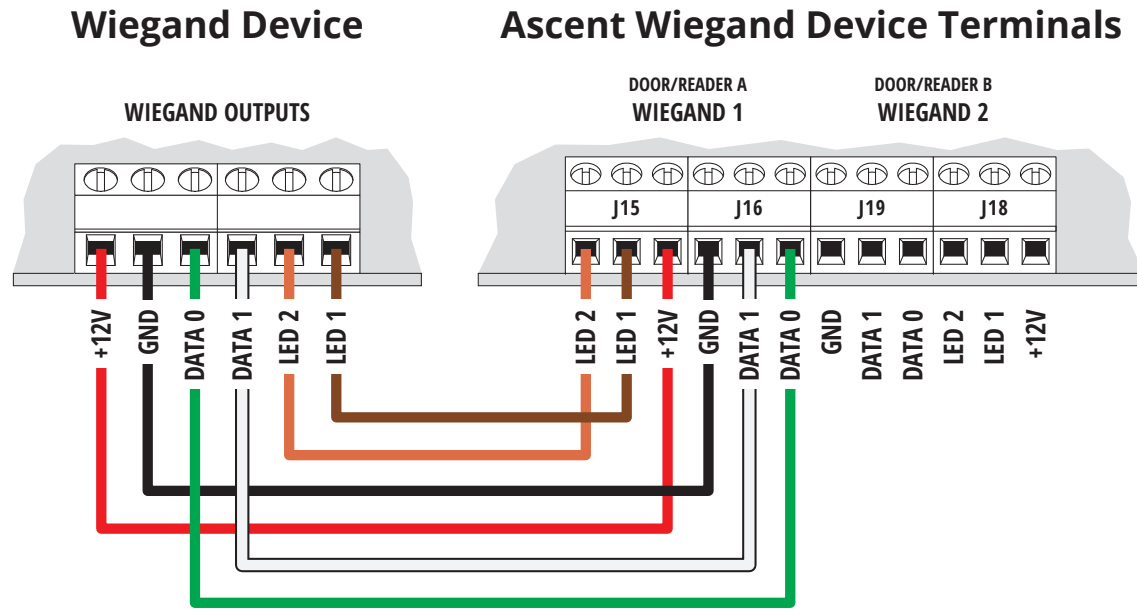 Wiegand Device
Ascent Wiegand Device Terminals
WIEGAND OUTPUTS
DOOR/READER A
WIEGAND 1
DOOR/READER B
WIEGAND 2
J15
J16
J19
J18
+12V
GND
DATA 0
DATA 1
LED 2
LED 1
LED 2
LED 1
+12V
GND
DATA 1
DATA 0
GND
DATA 1
DATA 0
LED 2
LED 1
+12V